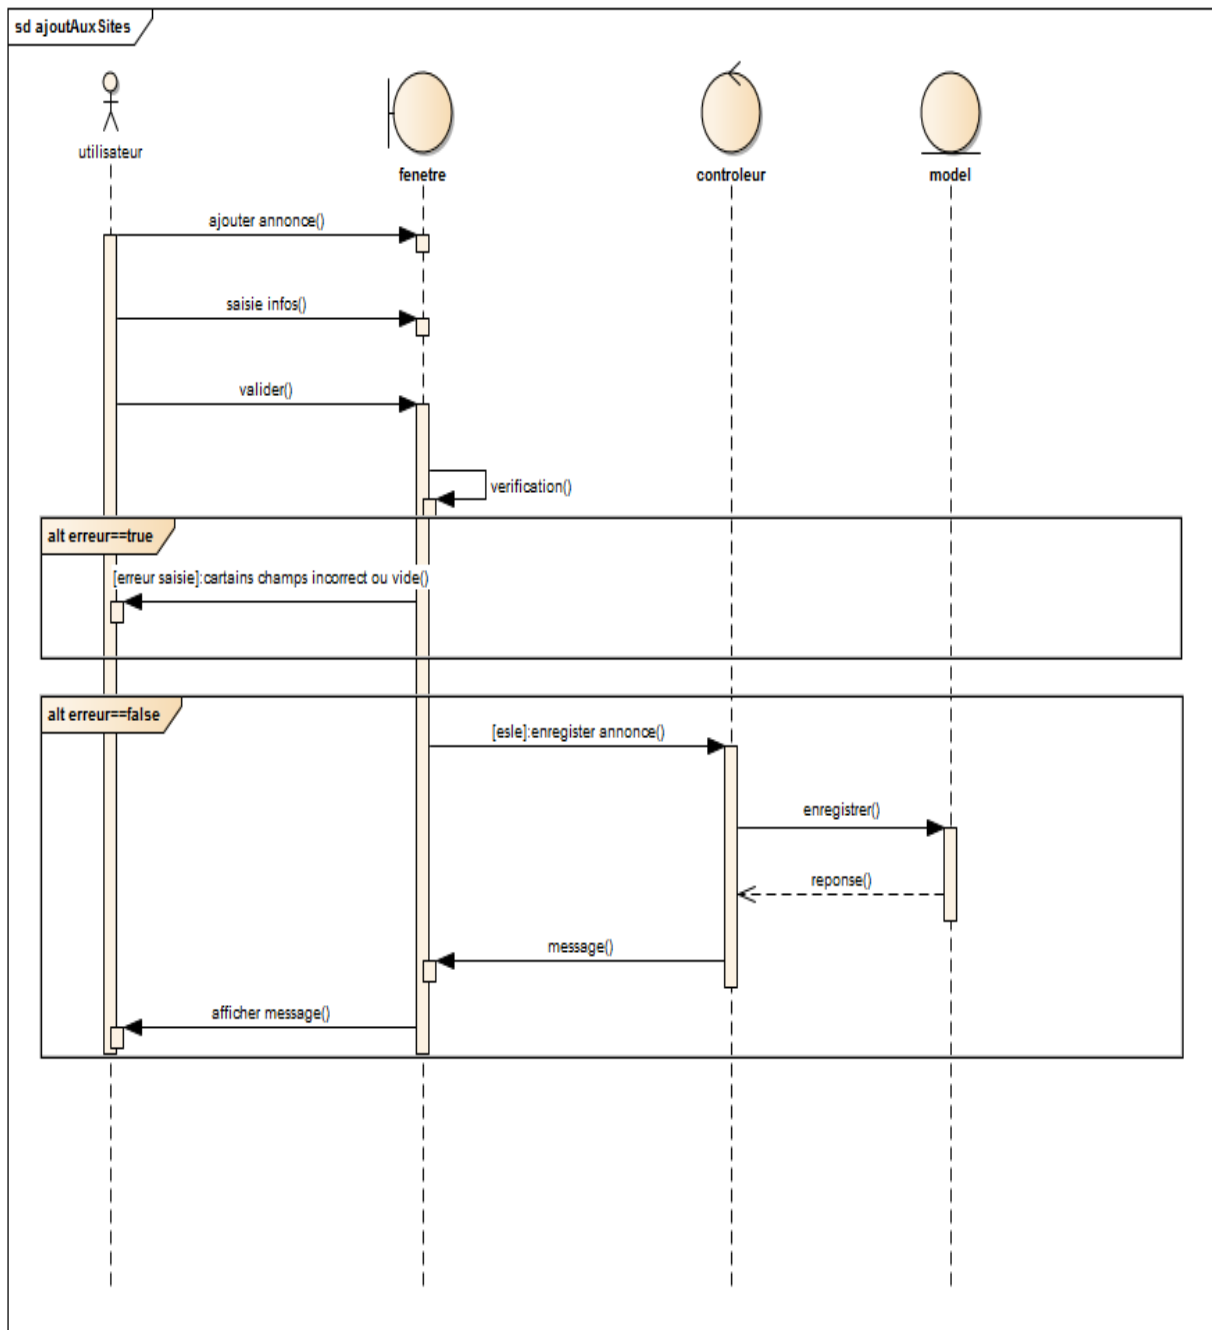 sd ajoutAuxSites
utilisateur
fenetre
controleur
model
ajouter annonce()
saisie infos()
valider()
verification()
alt erreur==true
[erreur saisie]:cartains champs incorrect ou vide()
alt erreur==false
[esle]:enregister annonce()
enregistrer()
reponse()
message()
afficher message()